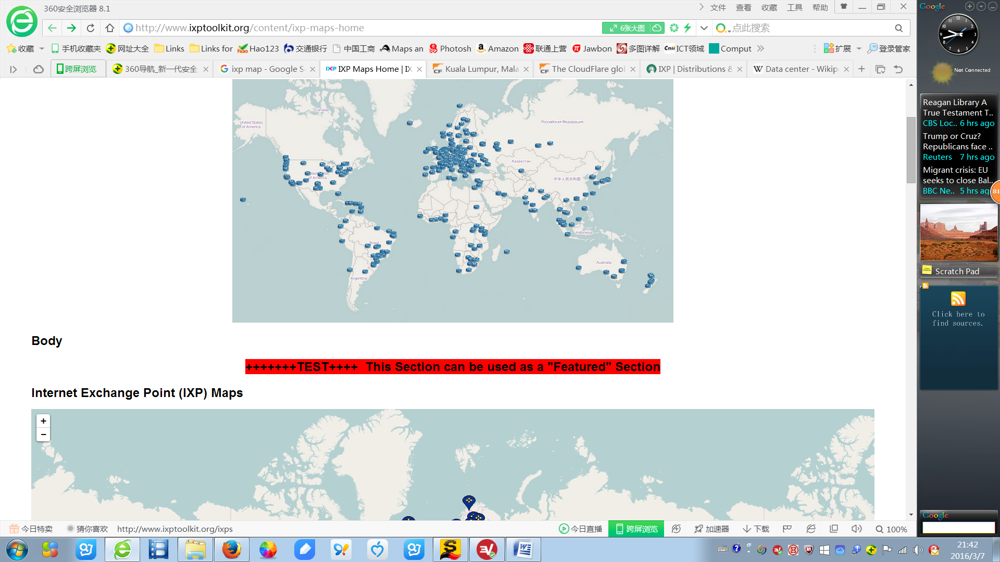 360安全浏览器 8.1
文件 查看 收藏 工具 帮助
http://www.ixptoolkit.org/content/ixp-maps-home
6张大图
点此搜索
收藏 手机收藏夹 网址大全 Links Links for Hao123 交通银行 中国工商 Maps an Photosh Amazon 联通上营 Jawbon 多图详解 Cnii ICT领域 Comput 扩展 登录管家
跨屏浏览 360导航_新一代安全 ixp map - Google Se IXP Maps Home | IX Kuala Lumpur, Mala The CloudFlare glo IXP | Distributions & Data center - Wikip
Canada
United States
of America
Российская Федерация
Казахстан
中华人民共和国
United States
of America
Indonesia
Brasil
Australia
Argentina
Body
+++++++TEST++++  This Section can be used as a "Featured" Section
Internet Exchange Point (IXP) Maps
+
−
今日特卖 猜你喜欢 http://www.ixptoolkit.org/ixps
今日直播 跨屏浏览 加速器 下载 100%
Google
Not Connected
Reagan Library A
True Testament T..
CBS Loc.. 6 hrs ago
Trump or Cruz?
Republicans face ..
Reuters 7 hrs ago
Migrant crisis: EU
seeks to close Bal..
BBC Ne.. 5 hrs ag
81
Scratch Pad
Click here to
find sources.
Google
21:42
2016/3/7